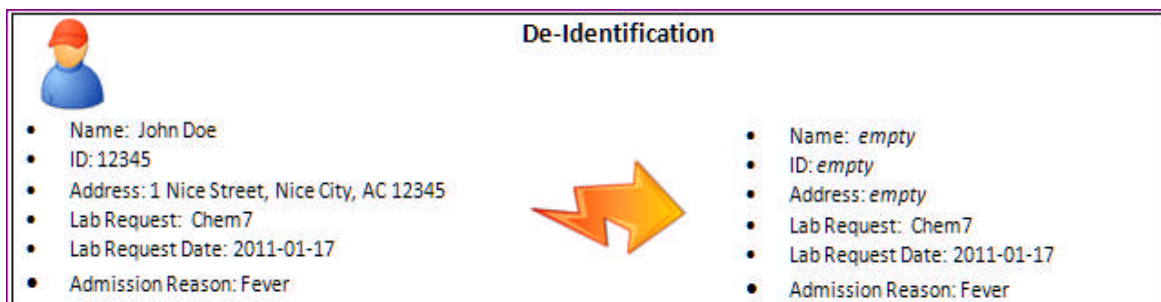 De-Identification
• Name: John Doe
• ID: 12345
• Address: 1 Nice Street, Nice City, AC 12345
• Lab Request: Chem7
• Lab Request Date: 2011-01-17
• Admission Reason: Fever
• Name: empty
• ID: empty
• Address: empty
• Lab Request: Chem7
• Lab Request Date: 2011-01-17
• Admission Reason: Fever